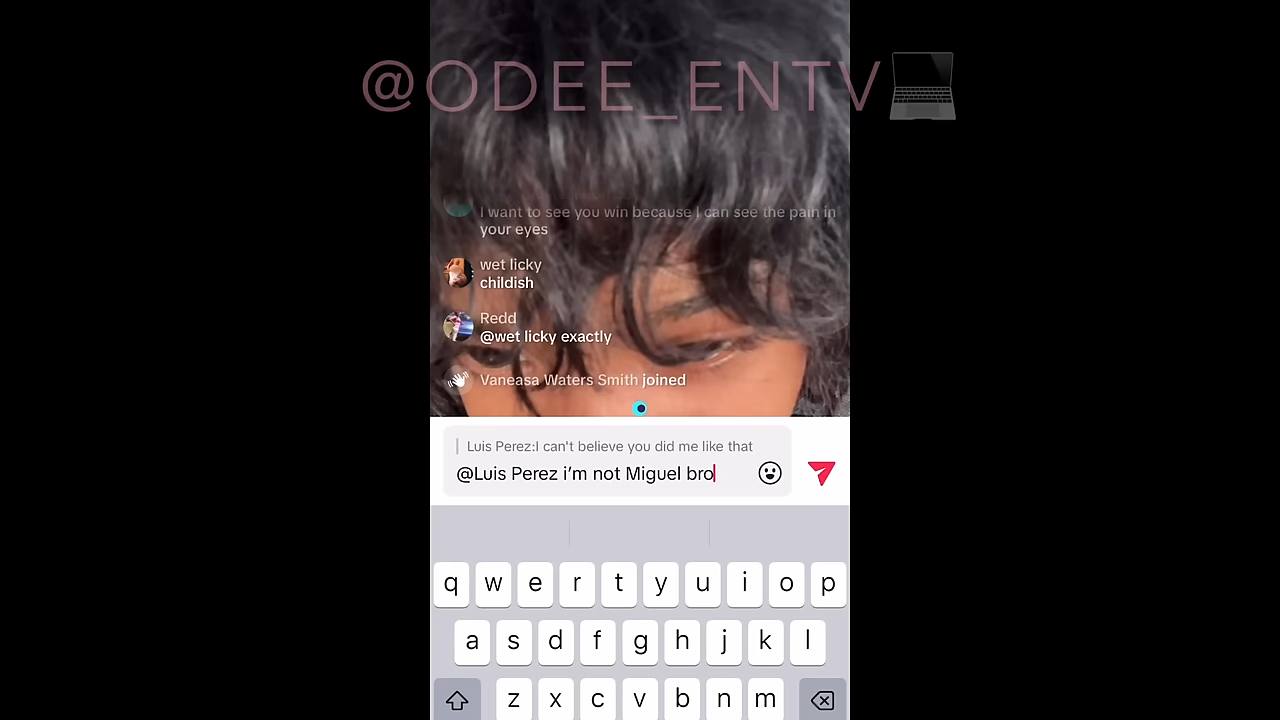 @ODEE_ENTV
I want to see you win because I can see the pain in
your eyes
wet licky
childish
Redd
@wet licky exactly
Vaneasa Waters Smith joined
Luis Perez:I can't believe you did me like that
@Luis Perez i’m not Miguel bro
q w e r t y u i o p
a s d f g h j k l
z x c v b n m